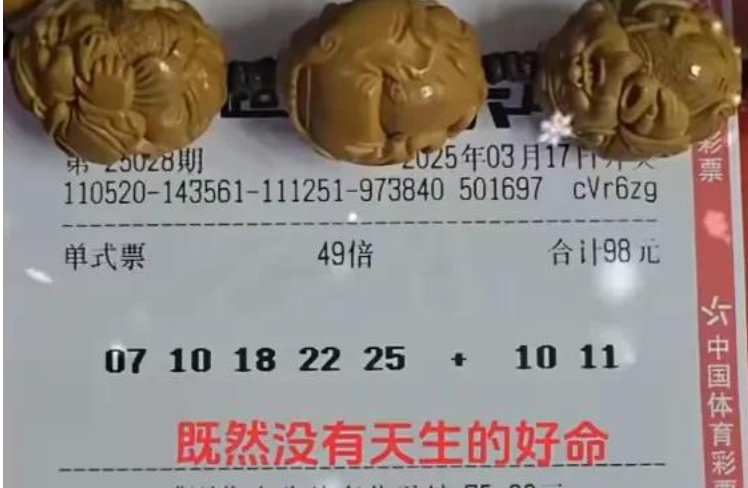 第 25028期 2025年03月17日开奖
110520-143561-111251-973840 501697 cVr6zg
单式票 49倍 合计98元
07 10 18 22 25 + 10 11
既然没有天生的好命
彩票
中国体育彩票